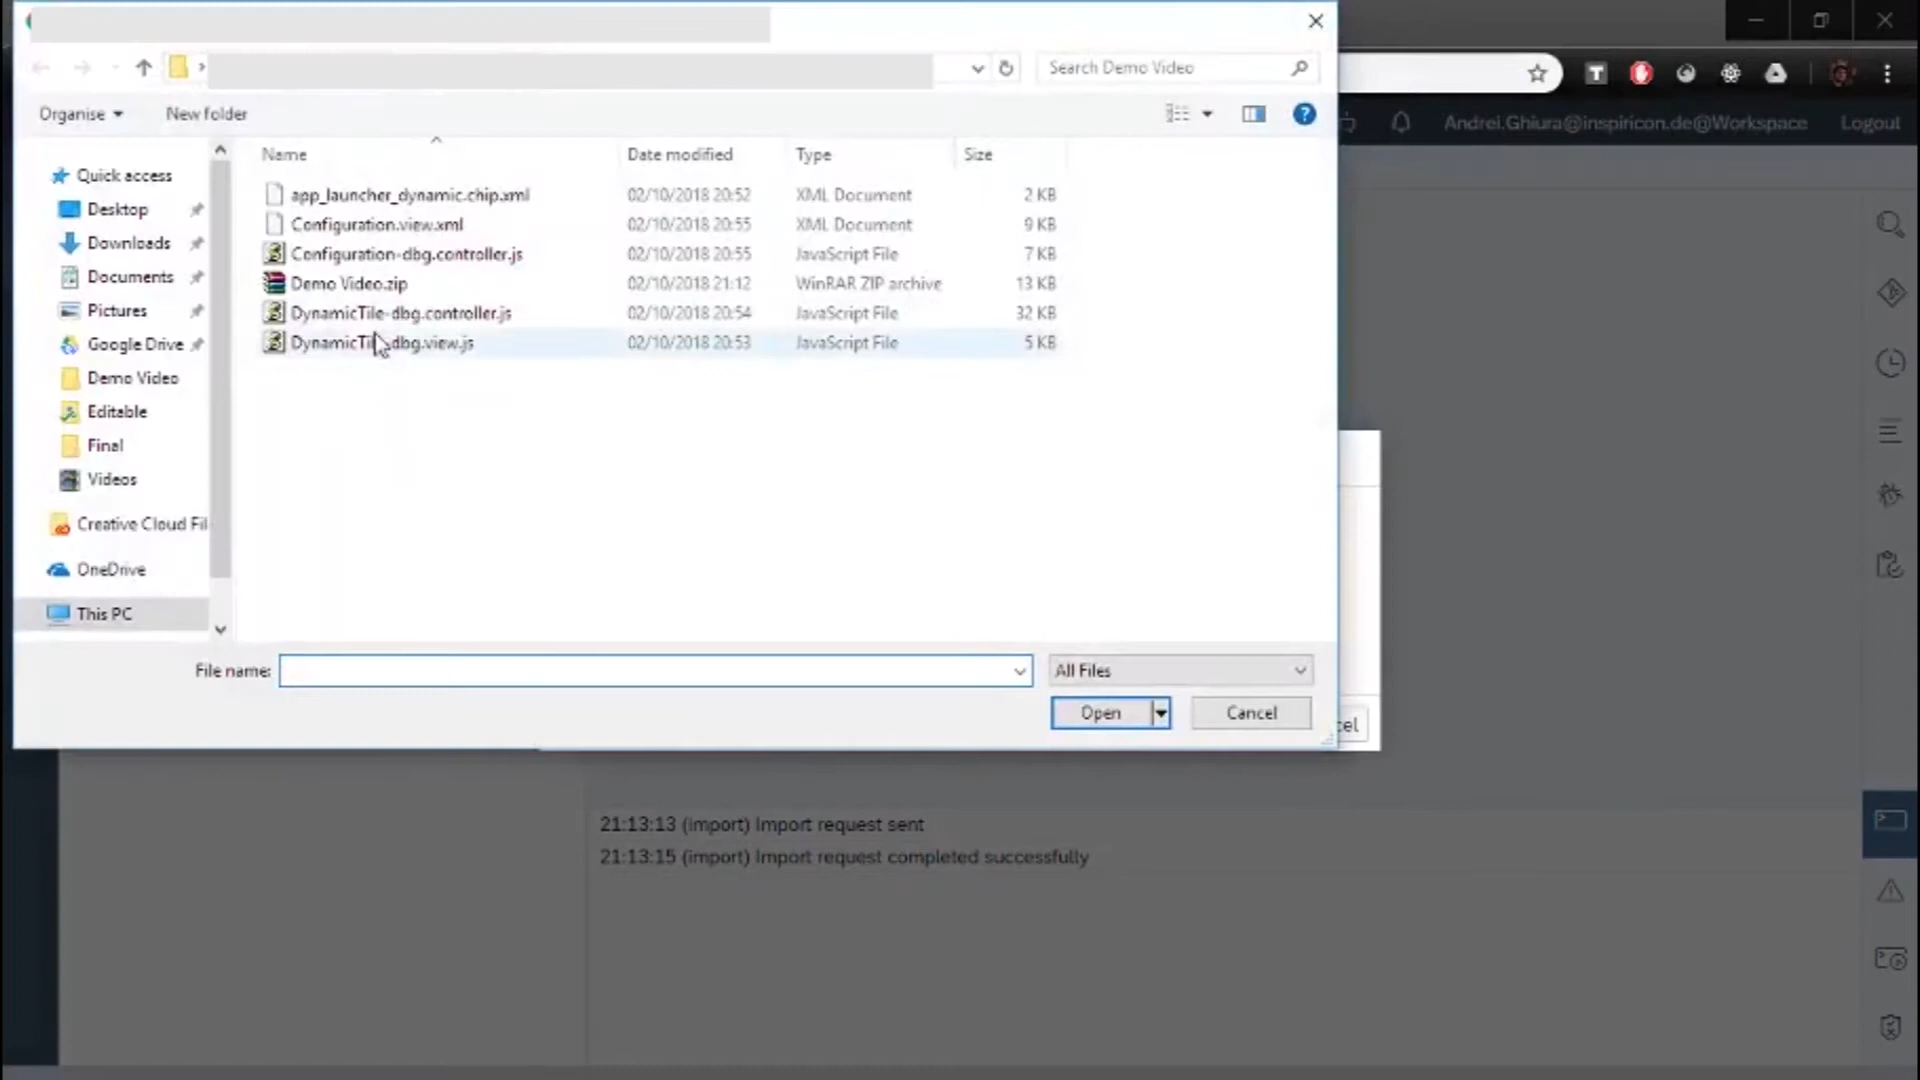 Search Demo Video
Organise
New folder
Andrei.Ghiura@inspiricon.de@Workspace
Logout
Name
Date modified
Type
Size
Quick access
Desktop
Downloads
Documents
Pictures
Google Drive
Demo Video
Editable
Final
Videos
Creative Cloud Fil
OneDrive
This PC
app_launcher_dynamic.chip.xml 02/10/2018 20:52 XML Document 2 KB
Configuration.view.xml 02/10/2018 20:55 XML Document 9 KB
Configuration-dbg.controller.js 02/10/2018 20:55 JavaScript File 7 KB
Demo Video.zip 02/10/2018 21:12 WinRAR ZIP archive 13 KB
DynamicTile-dbg.controller.js 02/10/2018 20:54 JavaScript File 32 KB
DynamicTile-dbg.view.js 02/10/2018 20:53 JavaScript File 5 KB
File name:
All Files
Open
Cancel
cel
21:13:13 (import) Import request sent
21:13:15 (import) Import request completed successfully